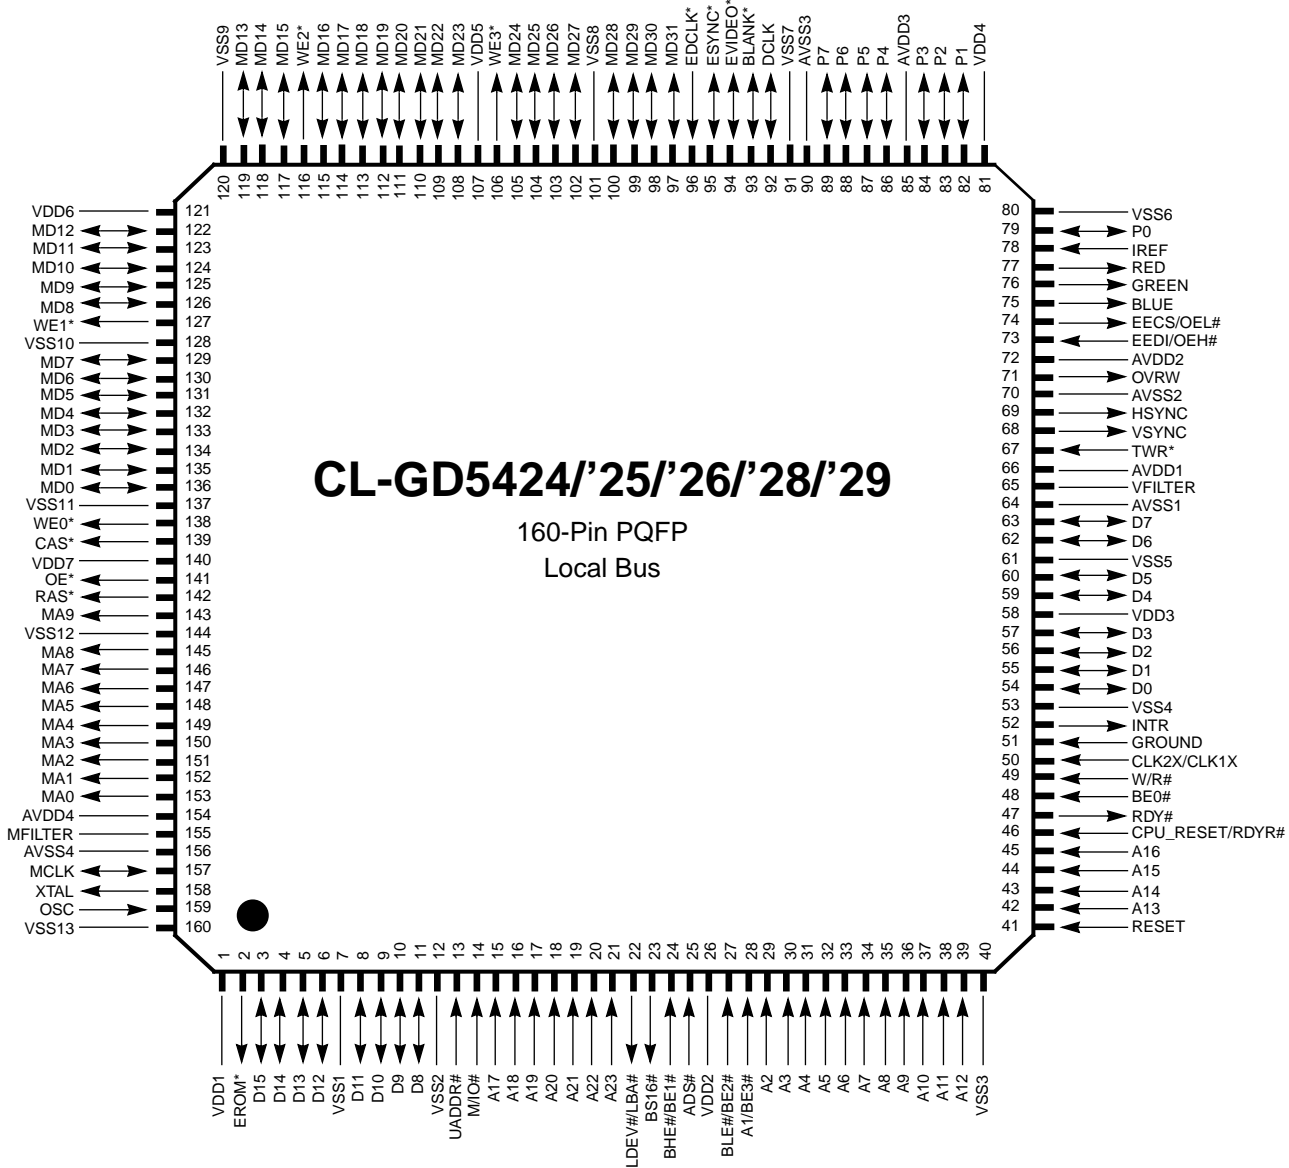 VSS9 MD13 MD14 MD15 WE2* MD16 MD17 MD18 MD19 MD20 MD21 MD22 MD23 VDD5 WE3* MD24 MD25 MD26 MD27 VSS8 MD28 MD29 MD30 MD31 EDCLK* ESYNC* EVIDEO* BLANK* DCLK VSS7 AVSS3 P7 P6 P5 P4 AVDD3 P3 P2 P1 VDD4
120 119 118 117 116 115 114 113 112 111 110 109 108 107 106 105 104 103 102 101 100 99 98 97 96 95 94 93 92 91 90 89 88 87 86 85 84 83 82 81
VDD6 121
MD12 122
MD11 123
MD10 124
MD9 125
MD8 126
WE1* 127
VSS10 128
MD7 129
MD6 130
MD5 131
MD4 132
MD3 133
MD2 134
MD1 135
MD0 136
VSS11 137
WE0* 138
CAS* 139
VDD7 140
OE* 141
RAS* 142
MA9 143
VSS12 144
MA8 145
MA7 146
MA6 147
MA5 148
MA4 149
MA3 150
MA2 151
MA1 152
MA0 153
AVDD4 154
MFILTER 155
AVSS4 156
MCLK 157
XTAL 158
OSC 159
VSS13 160
CL-GD5424/’25/’26/’28/’29
160-Pin PQFP
Local Bus
80 VSS6
79 P0
78 IREF
77 RED
76 GREEN
75 BLUE
74 EECS/OEL#
73 EEDI/OEH#
72 AVDD2
71 OVRW
70 AVSS2
69 HSYNC
68 VSYNC
67 TWR*
66 AVDD1
65 VFILTER
64 AVSS1
63 D7
62 D6
61 VSS5
60 D5
59 D4
58 VDD3
57 D3
56 D2
55 D1
54 D0
53 VSS4
52 INTR
51 GROUND
50 CLK2X/CLK1X
49 W/R#
48 BE0#
47 RDY#
46 CPU_RESET/RDYR#
45 A16
44 A15
43 A14
42 A13
41 RESET
1 2 3 4 5 6 7 8 9 10 11 12 13 14 15 16 17 18 19 20 21 22 23 24 25 26 27 28 29 30 31 32 33 34 35 36 37 38 39 40
VDD1 EROM* D15 D14 D13 D12 VSS1 D11 D10 D9 D8 VSS2 UADDR# M/IO# A17 A18 A19 A20 A21 A22 A23 LDEV#/LBA# BS16# BHE#/BE1# ADS# VDD2 BLE#/BE2# A1/BE3# A2 A3 A4 A5 A6 A7 A8 A9 A10 A11 A12 VSS3